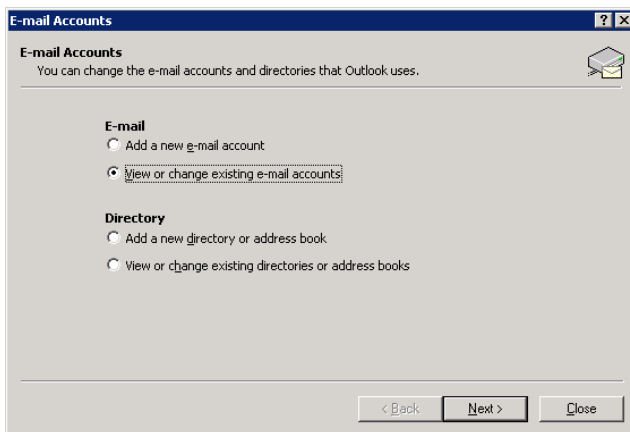 E-mail Accounts
E-mail Accounts
You can change the e-mail accounts and directories that Outlook uses.
E-mail
Add a new e-mail account
View or change existing e-mail accounts
Directory
Add a new directory or address book
View or change existing directories or address books
< Back Next > Close